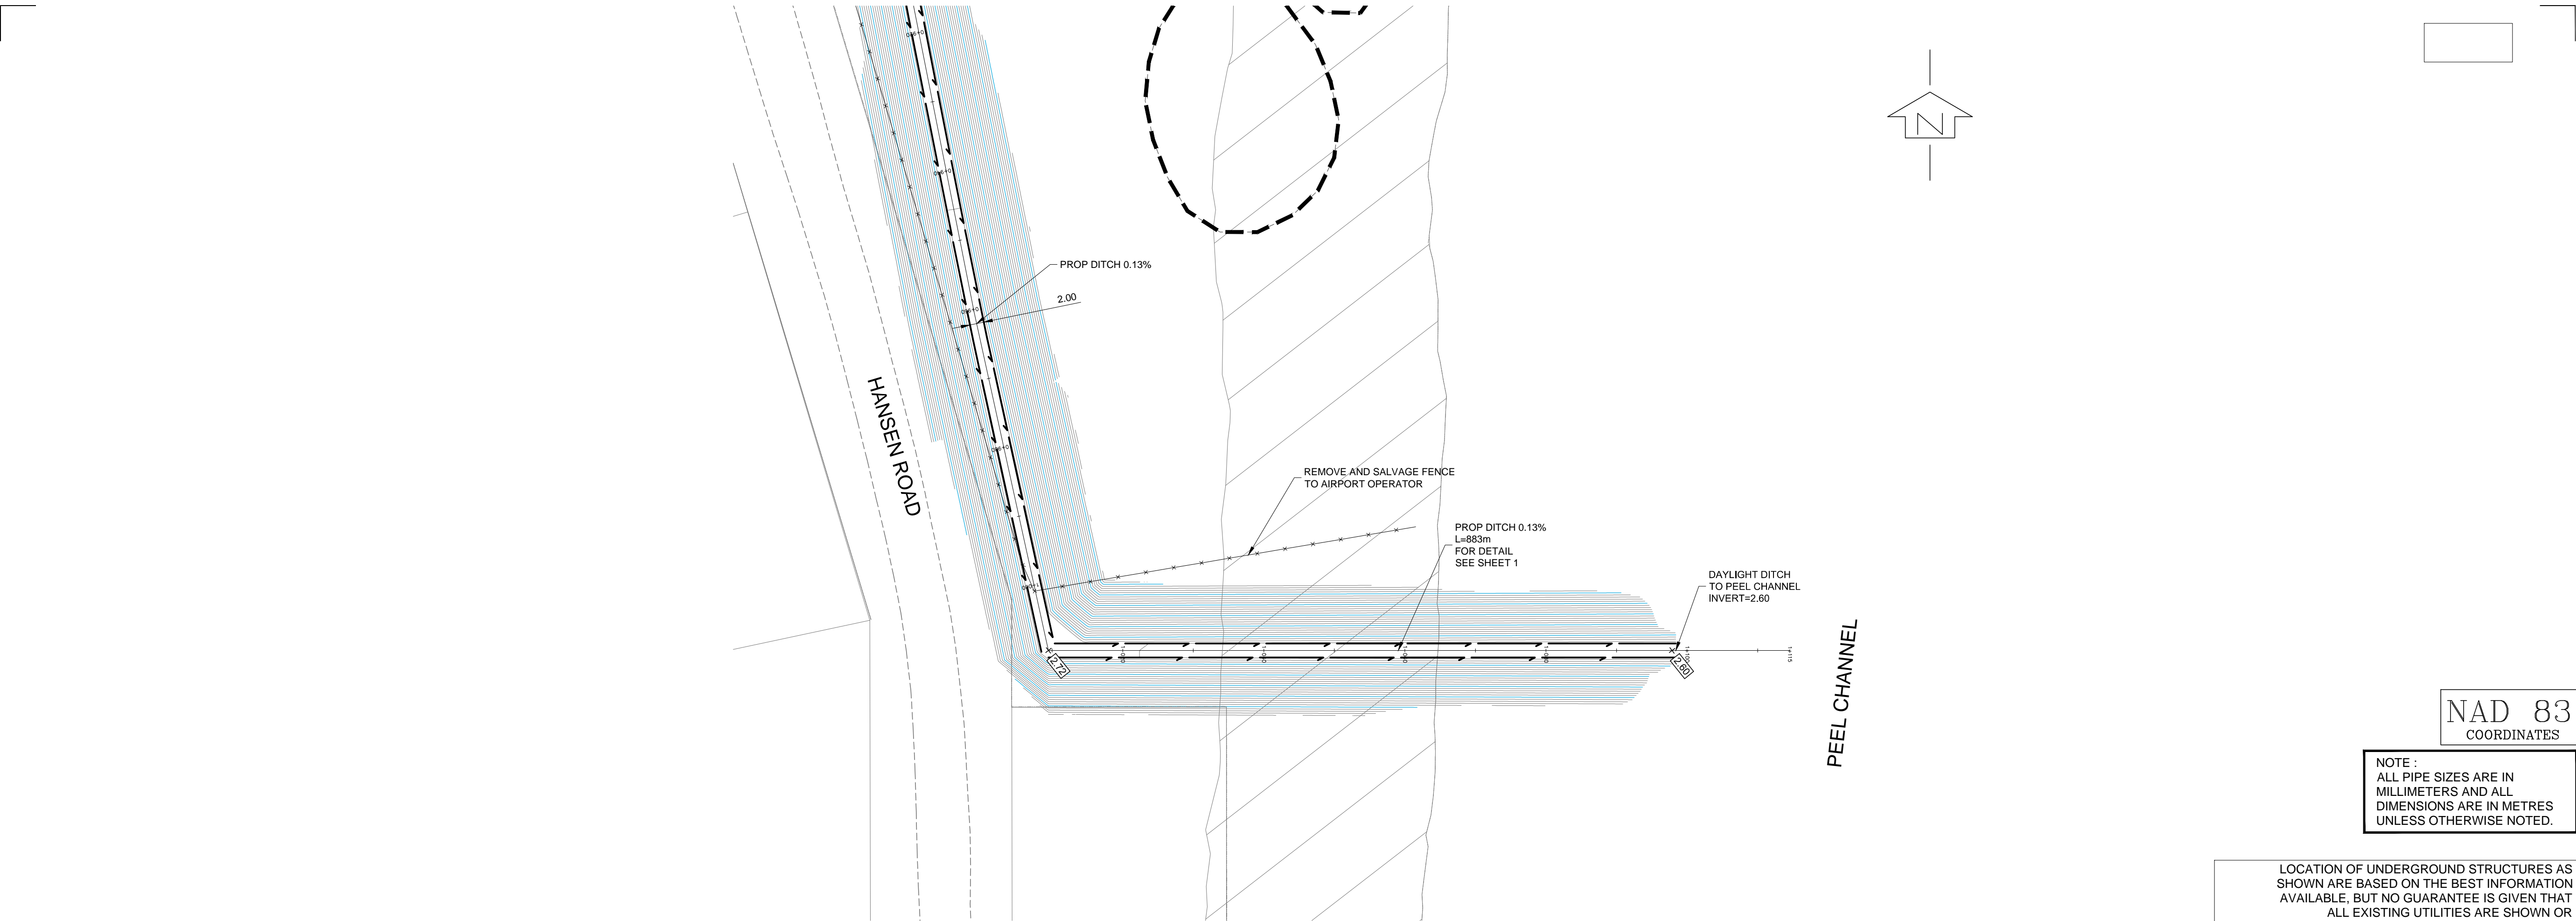 N
PROP DITCH 0.13%
2.00
HANSEN ROAD
REMOVE AND SALVAGE FENCE
TO AIRPORT OPERATOR
PROP DITCH 0.13%
L=883m
FOR DETAIL
SEE SHEET 1
DAYLIGHT DITCH
TO PEEL CHANNEL
INVERT=2.60
2.72
2.60
PEEL CHANNEL
NAD 83
COORDINATES
NOTE :
ALL PIPE SIZES ARE IN
MILLIMETERS AND ALL
DIMENSIONS ARE IN METRES
UNLESS OTHERWISE NOTED.
LOCATION OF UNDERGROUND STRUCTURES AS
SHOWN ARE BASED ON THE BEST INFORMATION
AVAILABLE, BUT NO GUARANTEE IS GIVEN THAT
ALL EXISTING UTILITIES ARE SHOWN OR